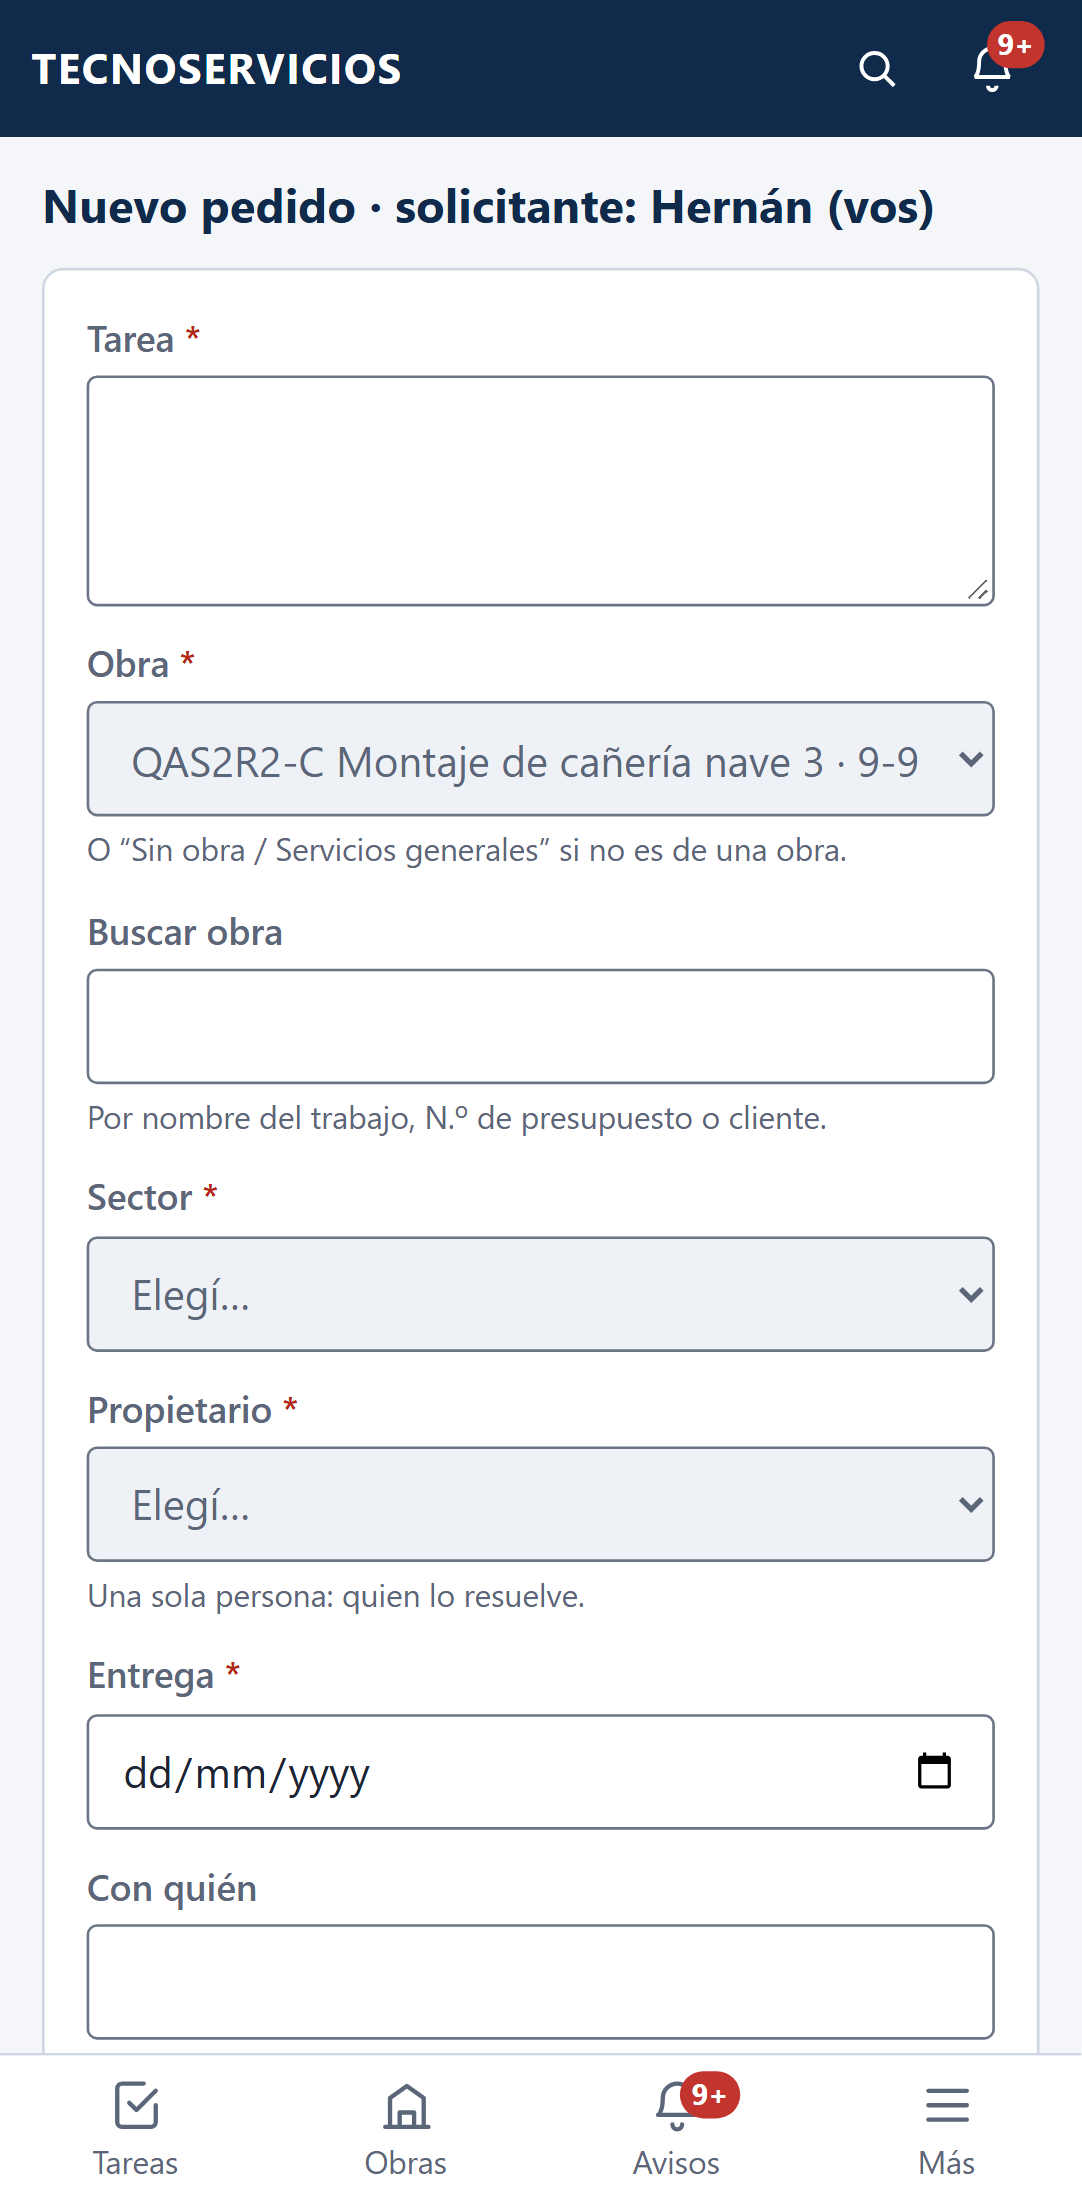 TECNOSERVICIOS
9+
Nuevo pedido · solicitante: Hernán (vos)
Tarea *
Obra *
QAS2R2-C Montaje de cañería nave 3 · 9-9
O “Sin obra / Servicios generales” si no es de una obra.
Buscar obra
Por nombre del trabajo, N.º de presupuesto o cliente.
Sector *
Elegí...
Propietario *
Elegí...
Una sola persona: quien lo resuelve.
Entrega *
dd/mm/yyyy
Con quién
9+
Tareas Obras Avisos Más